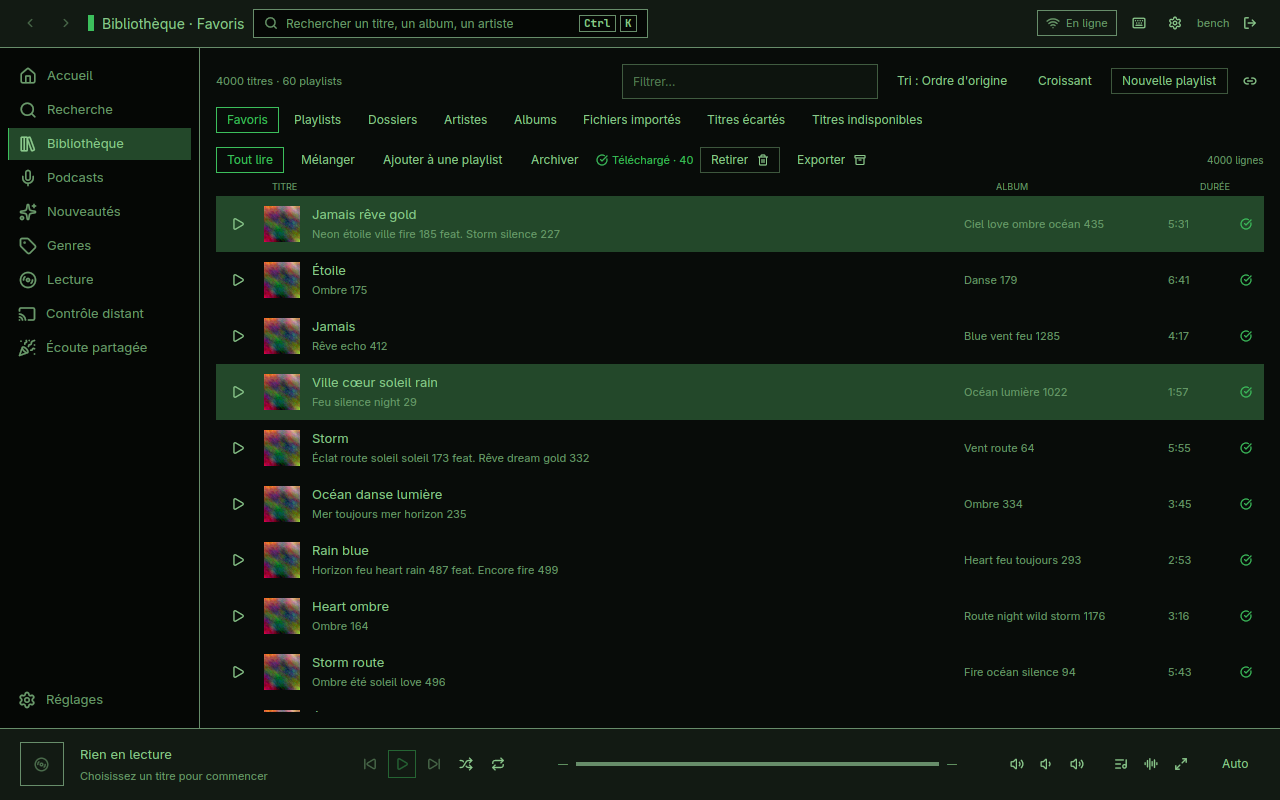 Bibliothèque · Favoris
Rechercher un titre, un album, un artiste
Ctrl K
En ligne
bench
Accueil
Recherche
Bibliothèque
Podcasts
Nouveautés
Genres
Lecture
Contrôle distant
Écoute partagée
Réglages
4000 titres · 60 playlists
Filtrer...
Tri : Ordre d'origine
Croissant
Nouvelle playlist
Favoris Playlists Dossiers Artistes Albums Fichiers importés Titres écartés Titres indisponibles
Tout lire Mélanger Ajouter à une playlist Archiver Téléchargé · 40 Retirer Exporter 4000 lignes
TITRE ALBUM DURÉE
Jamais rêve gold
Neon étoile ville fire 185 feat. Storm silence 227
Ciel love ombre océan 435 5:31
Étoile
Ombre 175
Danse 179 6:41
Jamais
Rêve echo 412
Blue vent feu 1285 4:17
Ville cœur soleil rain
Feu silence night 29
Océan lumière 1022 1:57
Storm
Éclat route soleil soleil 173 feat. Rêve dream gold 332
Vent route 64 5:55
Océan danse lumière
Mer toujours mer horizon 235
Ombre 334 3:45
Rain blue
Horizon feu heart rain 487 feat. Encore fire 499
Heart feu toujours 293 2:53
Heart ombre
Ombre 164
Route night wild storm 1176 3:16
Storm route
Ombre été soleil love 496
Fire océan silence 94 5:43
Rien en lecture
Choisissez un titre pour commencer
— —
Auto